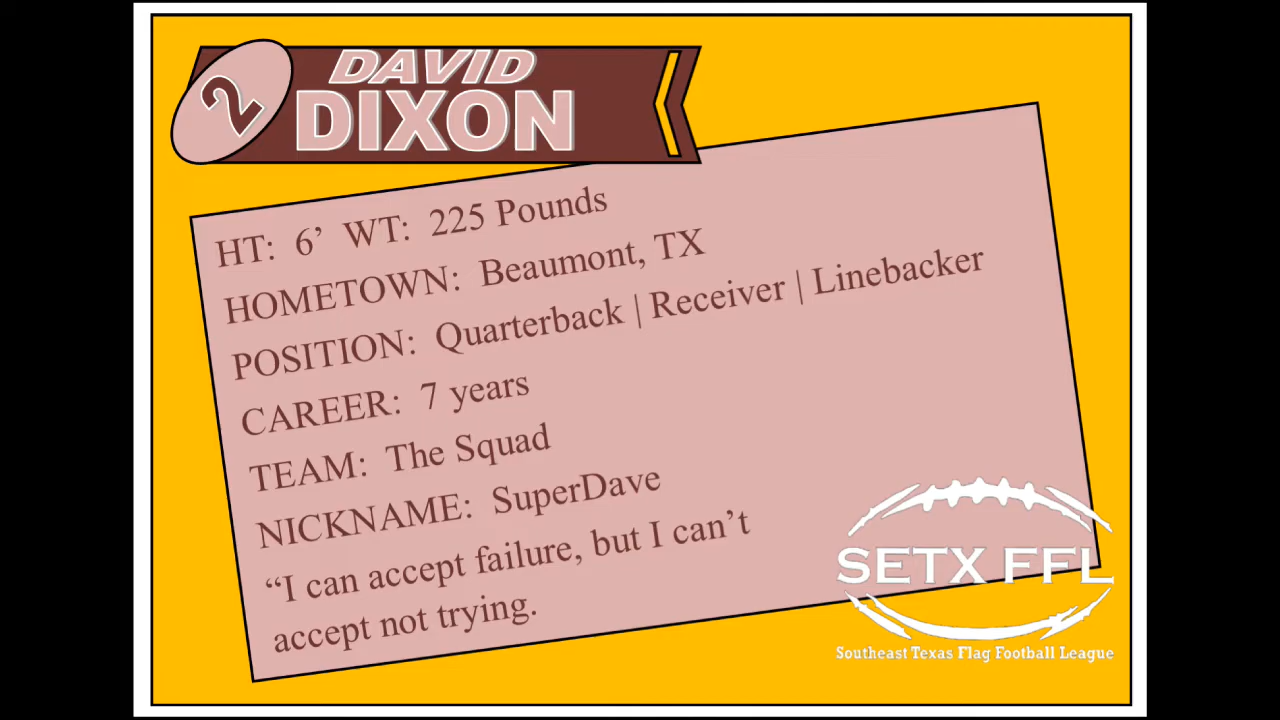 2
DAVID
DIXON
HT: 6’ WT: 225 Pounds
HOMETOWN: Beaumont, TX
POSITION: Quarterback | Receiver | Linebacker
CAREER: 7 years
TEAM: The Squad
NICKNAME: SuperDave
“I can accept failure, but I can’t
accept not trying.
SETX FFL
Southeast Texas Flag Football League